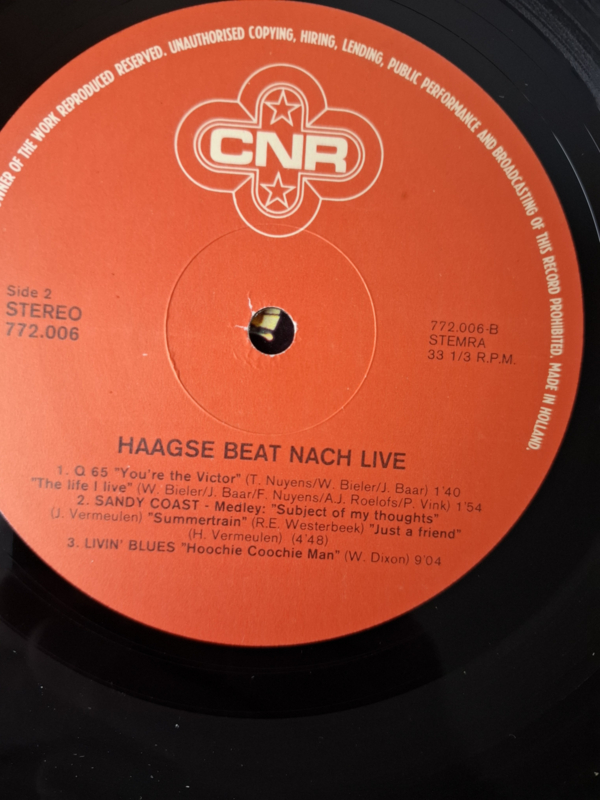 OWNER OF THE WORK REPRODUCED RESERVED. UNAUTHORISED COPYING, HIRING, LENDING, PUBLIC PERFORMANCE AND BROADCASTING OF THIS RECORD PROHIBITED. MADE IN HOLLAND.
CNR
Side 2
STEREO
772.006
772.006-B
STEMRA
33 1/3 R.P.M.
HAAGSE BEAT NACH LIVE
1. Q 65 "You're the Victor" (T. Nuyens/W. Bieler/J. Baar) 1'40
"The life I live" (W. Bieler/J. Baar/F. Nuyens/A.J. Roelofs/P. Vink) 1'54
2. SANDY COAST - Medley: "Subject of my thoughts"
(J. Vermeulen) "Summertrain" (R.E. Westerbeek) "Just a friend"
(H. Vermeulen) (4'48)
3. LIVIN' BLUES "Hoochie Coochie Man" (W. Dixon) 9'04